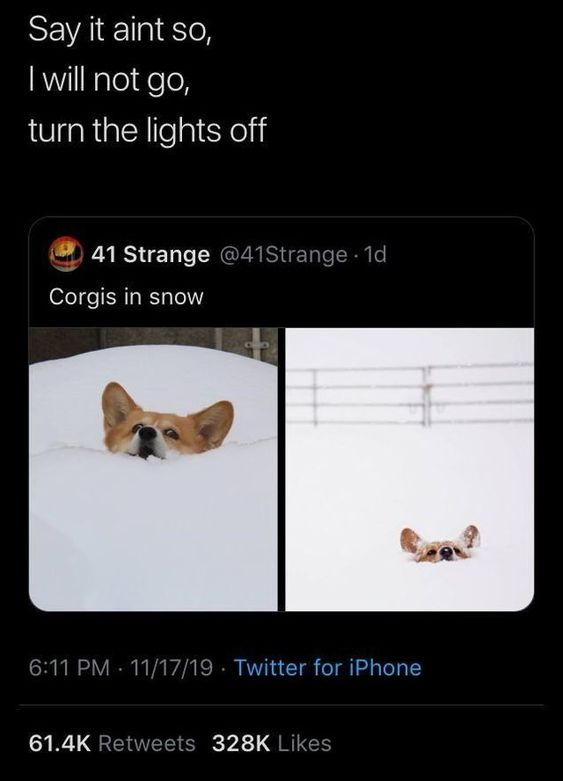 Say it aint so,
I will not go,
turn the lights off
41 Strange @41Strange · 1d
Corgis in snow
6:11 PM · 11/17/19 · Twitter for iPhone
61.4K Retweets 328K Likes